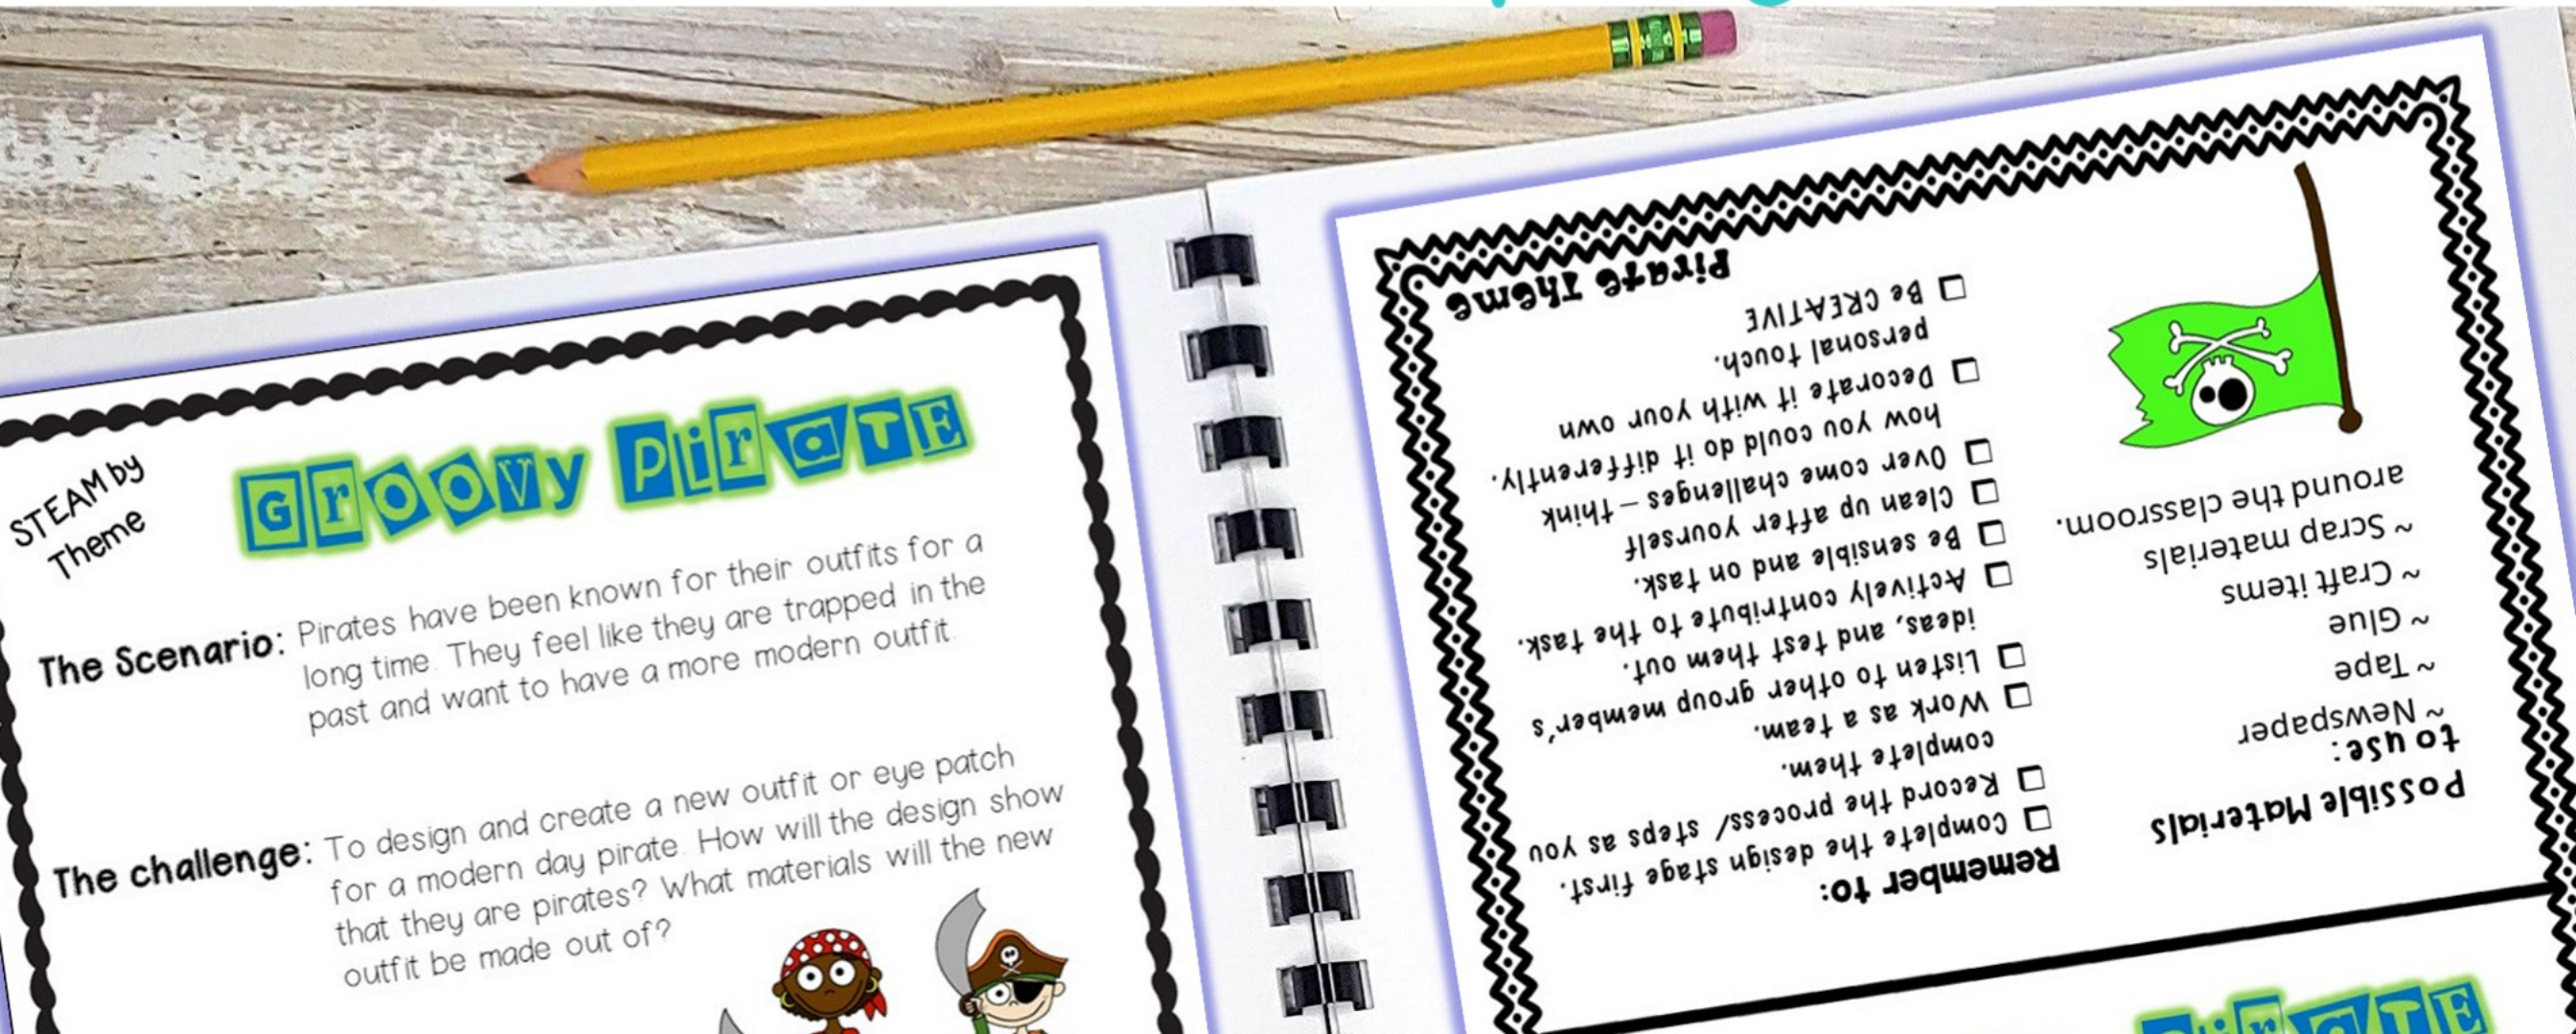 STEAM by
Theme
Groovy Pirate
The Scenario: Pirates have been known for their outfits for a
long time. They feel like they are trapped in the
past and want to have a more modern outfit.
The challenge: To design and create a new outfit or eye patch
for a modern day pirate. How will the design show
that they are pirates? What materials will the new
outfit be made out of?
Possible Materials
to use:
~ Newspaper
~ Tape
~ Glue
~ Craft items
~ Scrap materials
around the classroom.
Remember to:
Complete the design stage first.
Record the process/ steps as you
complete them.
Work as a team.
Listen to other group member's
ideas, and test them out.
Actively contribute to the task.
Be sensible and on task.
Clean up after yourself
Over come challenges – think
how you could do it differently.
Decorate it with your own
personal touch.
Be CREATIVE
Pirate Theme
Pirate